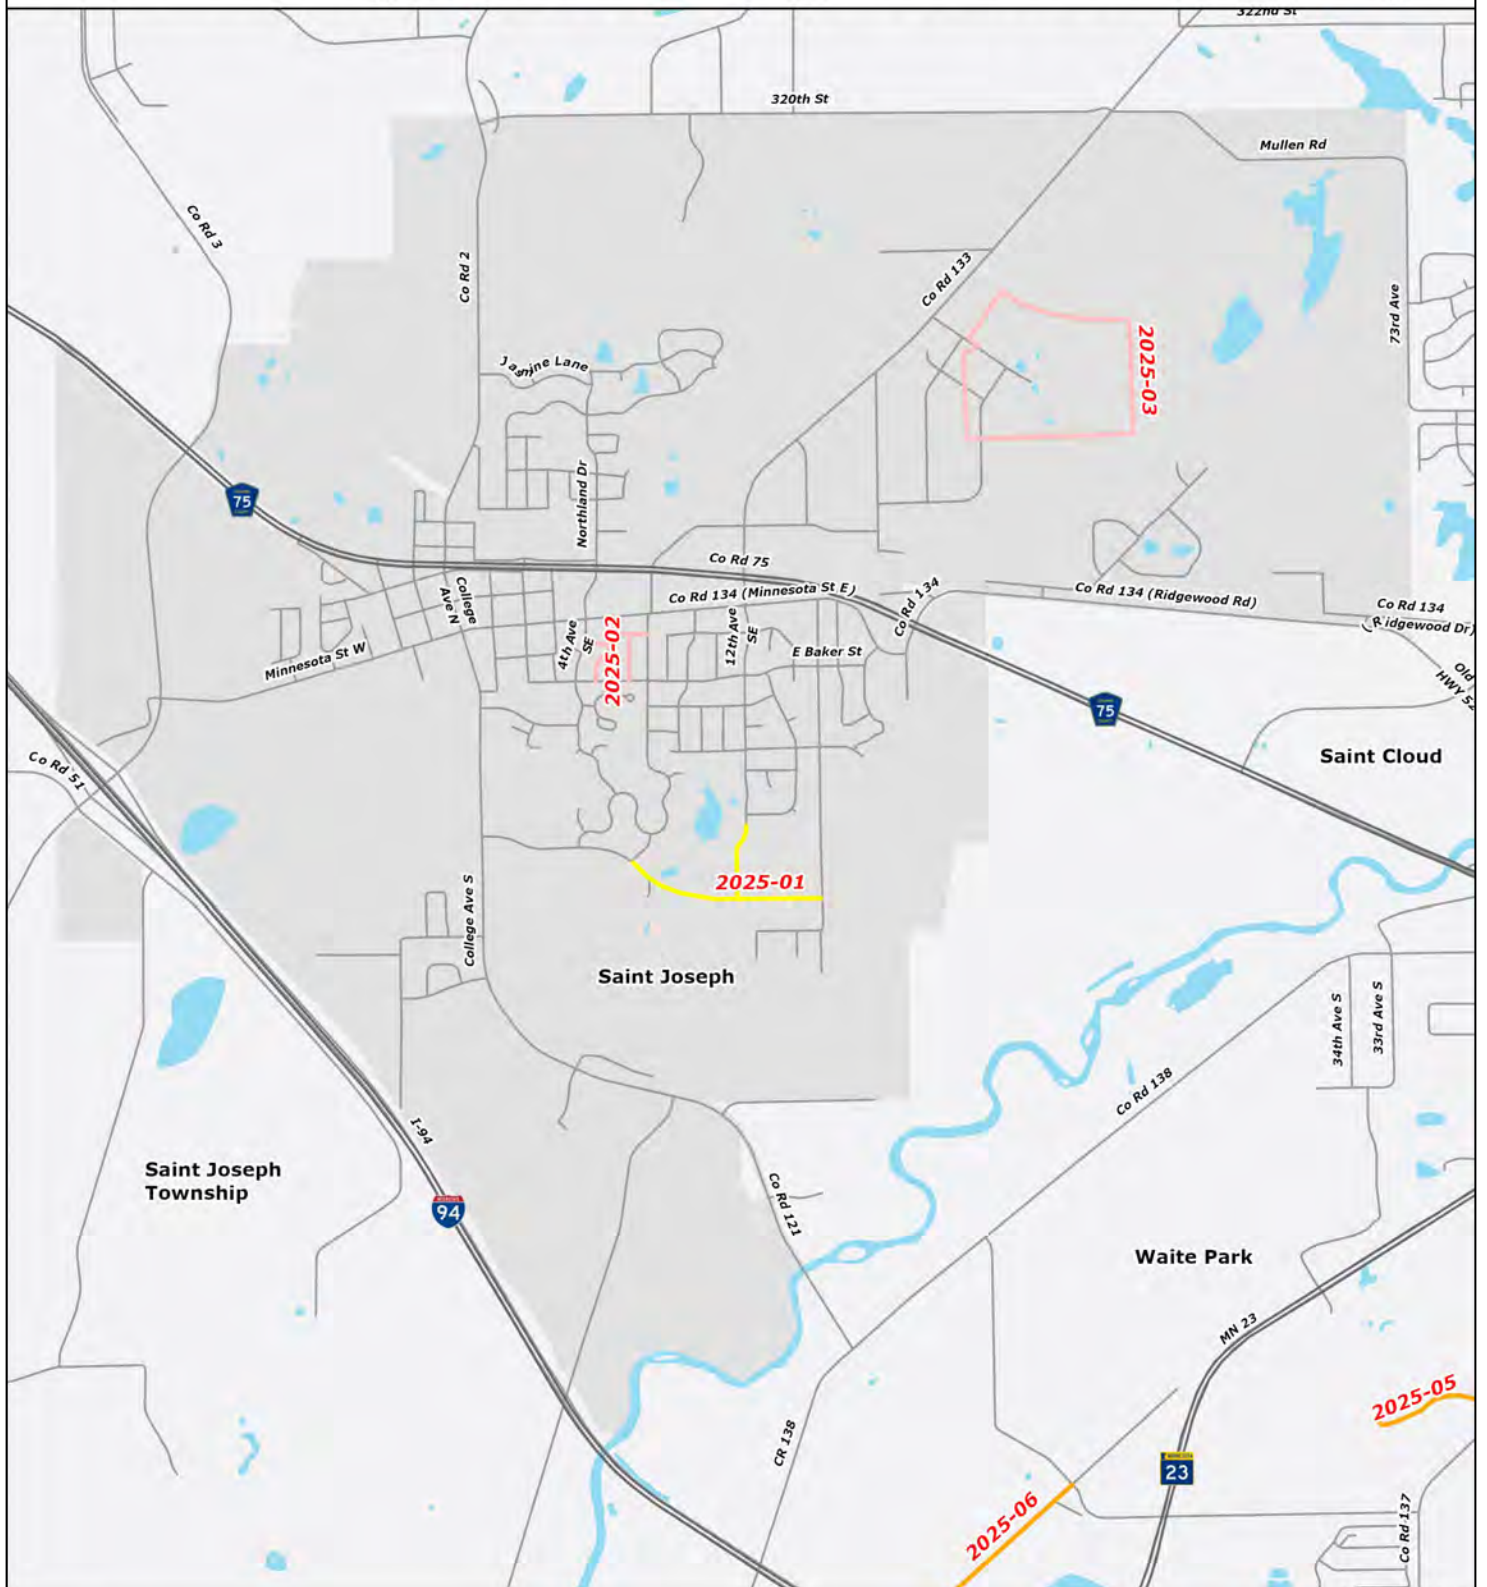 322nd St
320th St
Mullen Rd
Co Rd 3
Co Rd 2
Co Rd 133
73rd Ave
2025-03
Jasmine Lane
Northland Dr
75
Co Rd 75
Co Rd 134 (Minnesota St E)
Co Rd 134
Co Rd 134 (Ridgewood Rd)
Co Rd 134
(Ridgewood Dr)
Old
HWY 52
College
Ave N
4th Ave
SE
2025-02
12th Ave
SE
E Baker St
Minnesota St W
75
Saint Cloud
Co Rd 51
2025-01
College Ave S
Saint Joseph
34th Ave S
33rd Ave S
Co Rd 138
I-94
Saint Joseph
Township
94
Co Rd 121
Waite Park
MN 23
2025-05
CR 138
MINNESOTA
23
2025-06
Co Rd 137